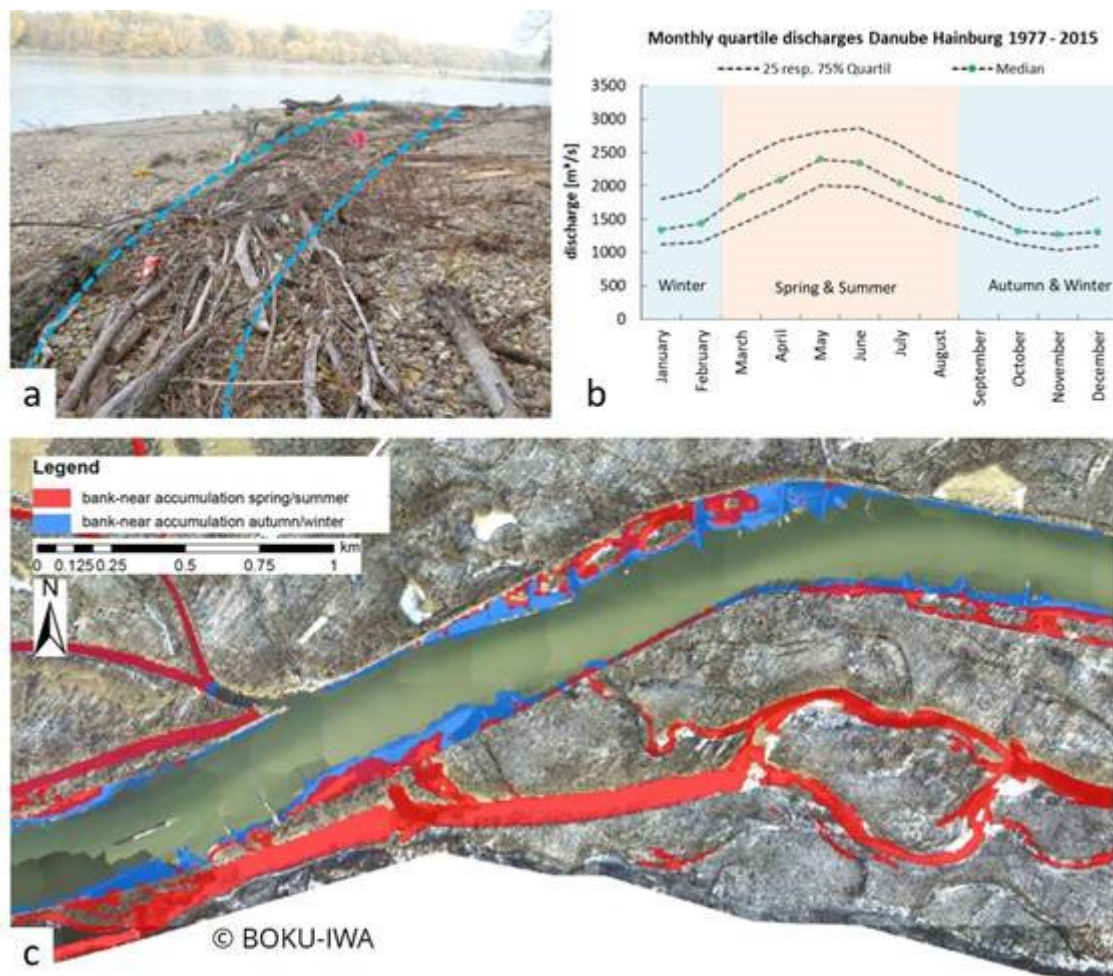 a
Monthly quartile discharges Danube Hainburg 1977 - 2015
25 resp. 75% Quartil
Median
discharge [m³/s]
3500
3000
2500
2000
1500
1000
500
0
Winter
Spring & Summer
Autumn & Winter
January
February
March
April
May
June
July
August
September
October
November
December
b
Legend
bank-near accumulation spring/summer
bank-near accumulation autumn/winter
km
0 0.125 0.25 0.5 0.75 1
N
© BOKU-IWA
c